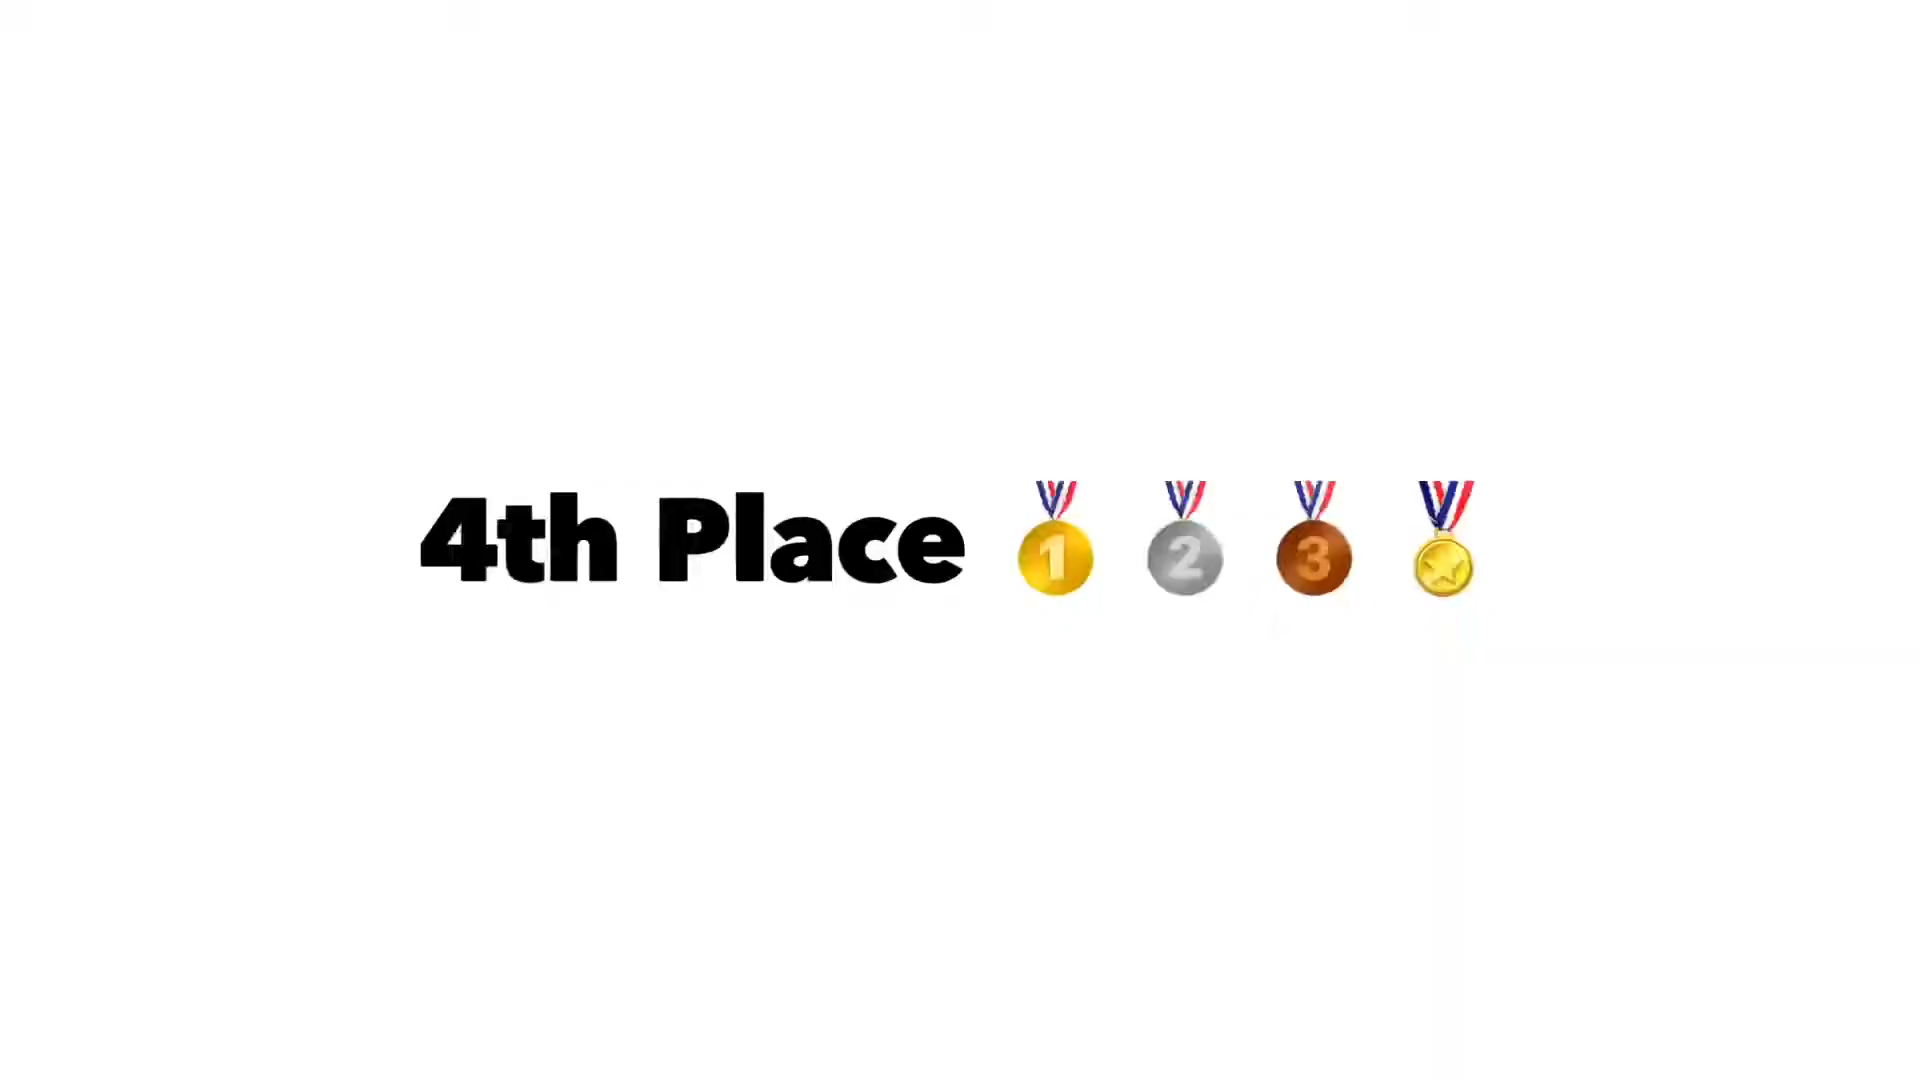 4th Place 🥇 🥈 🥉 🏅